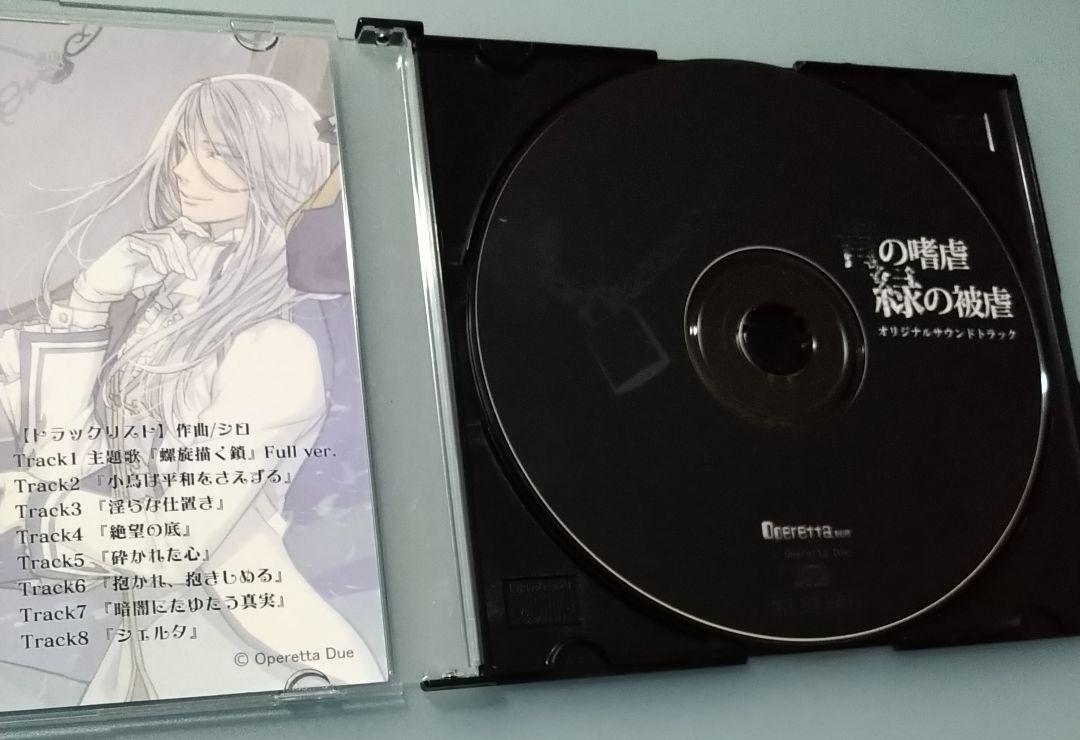 【トラックリスト】作曲/シロ
Track1 主題歌『螺旋描く鎖』Full ver.
Track2 『小鳥は平和をさえずる』
Track3 『淫らな仕置き』
Track4 『絶望の底』
Track5 『砕かれた心』
Track6 『抱かれ、抱きしめる』
Track7 『暗闇にたゆたう真実』
Track8 『シェルタ』
© Operetta Due
の嗜虐
緑の被虐
オリジナルサウンドトラック
Operetta DUE
Operetta Due